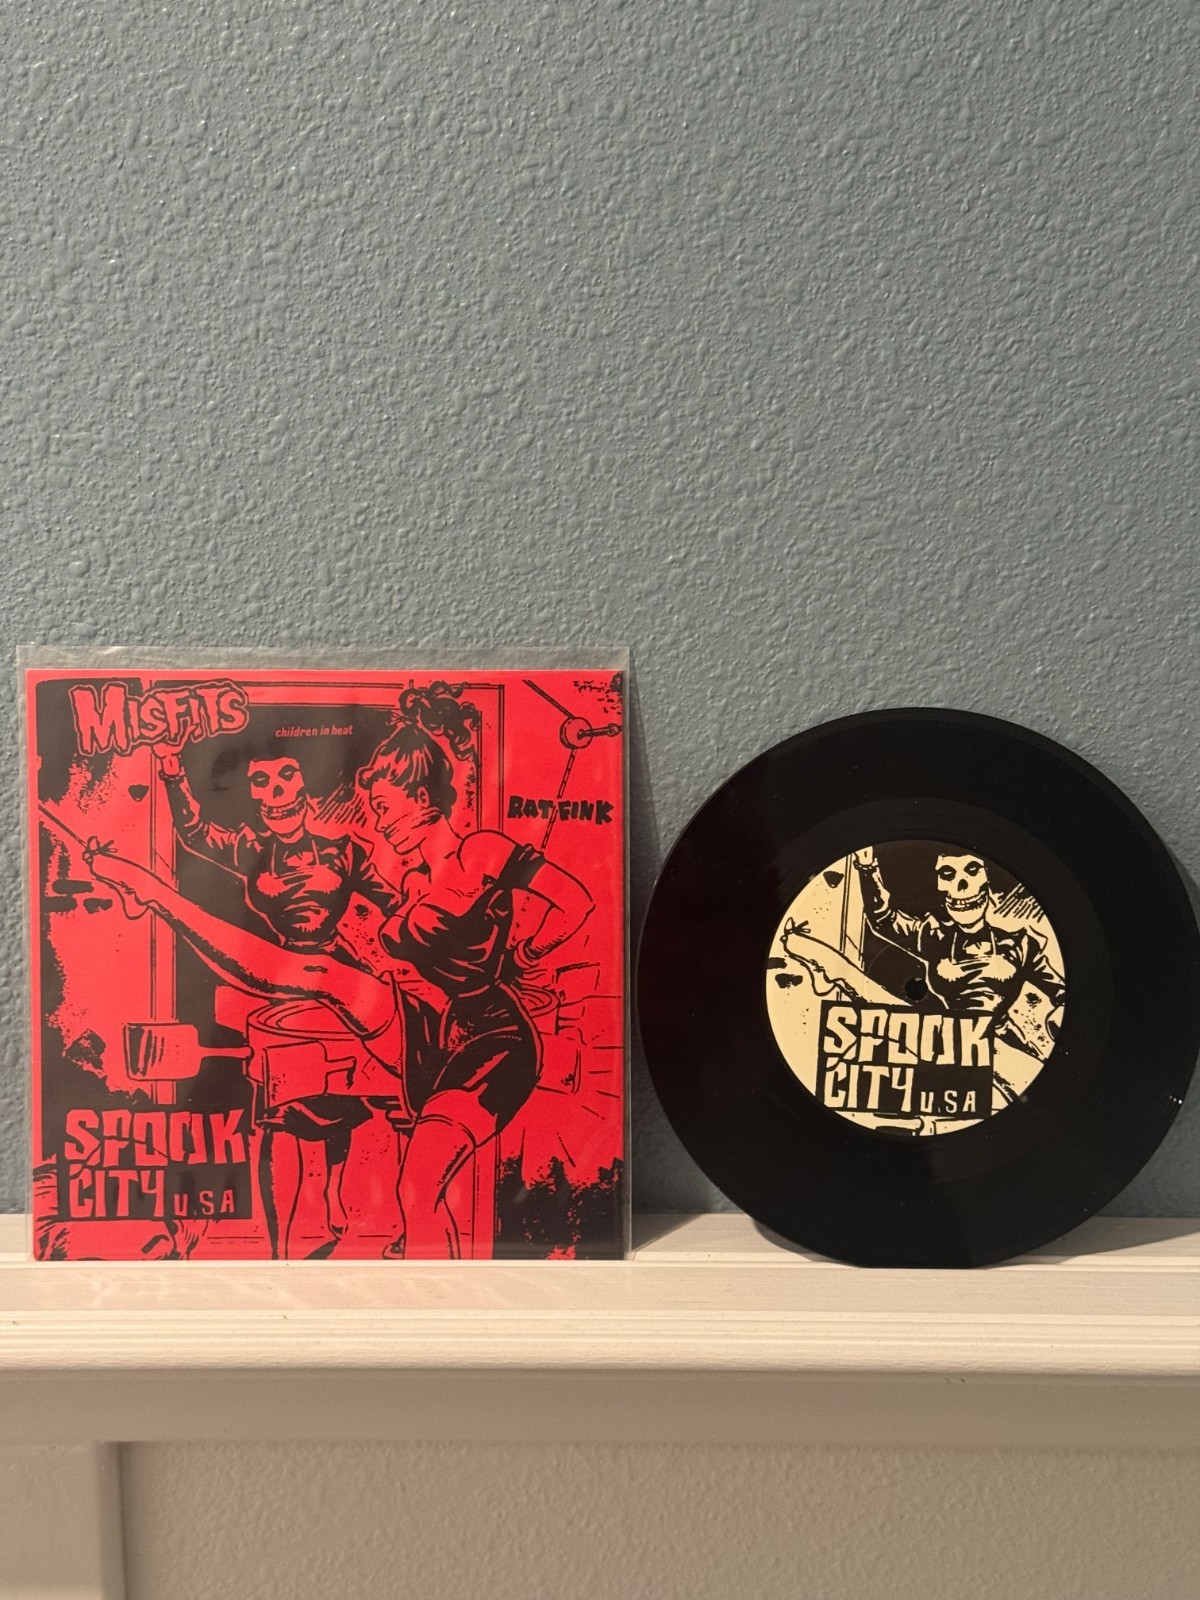 MISFITS
children in heat
RAT FINK
SPOOK
CITY U.S.A
SPOOK
CITY U.S.A